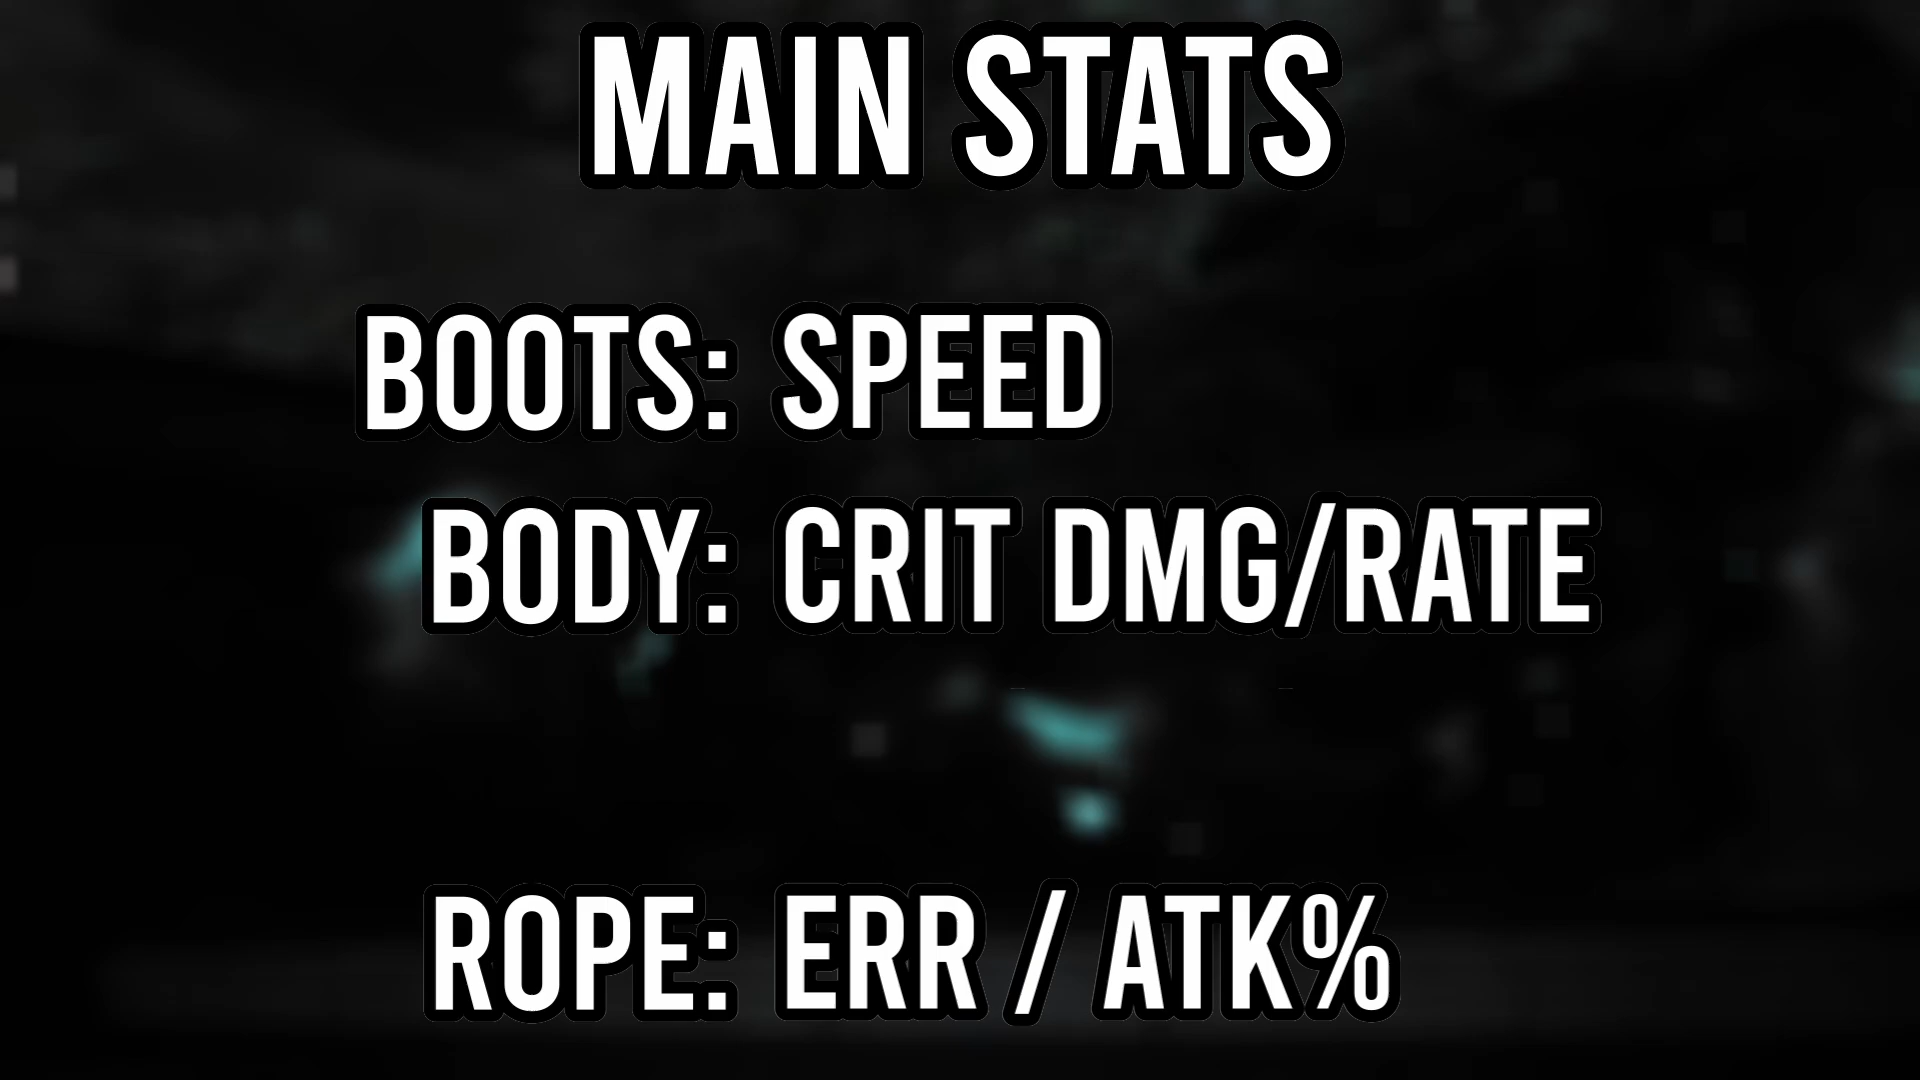 MAIN STATS
BOOTS: SPEED
BODY: CRIT DMG/RATE
ROPE: ERR / ATK%